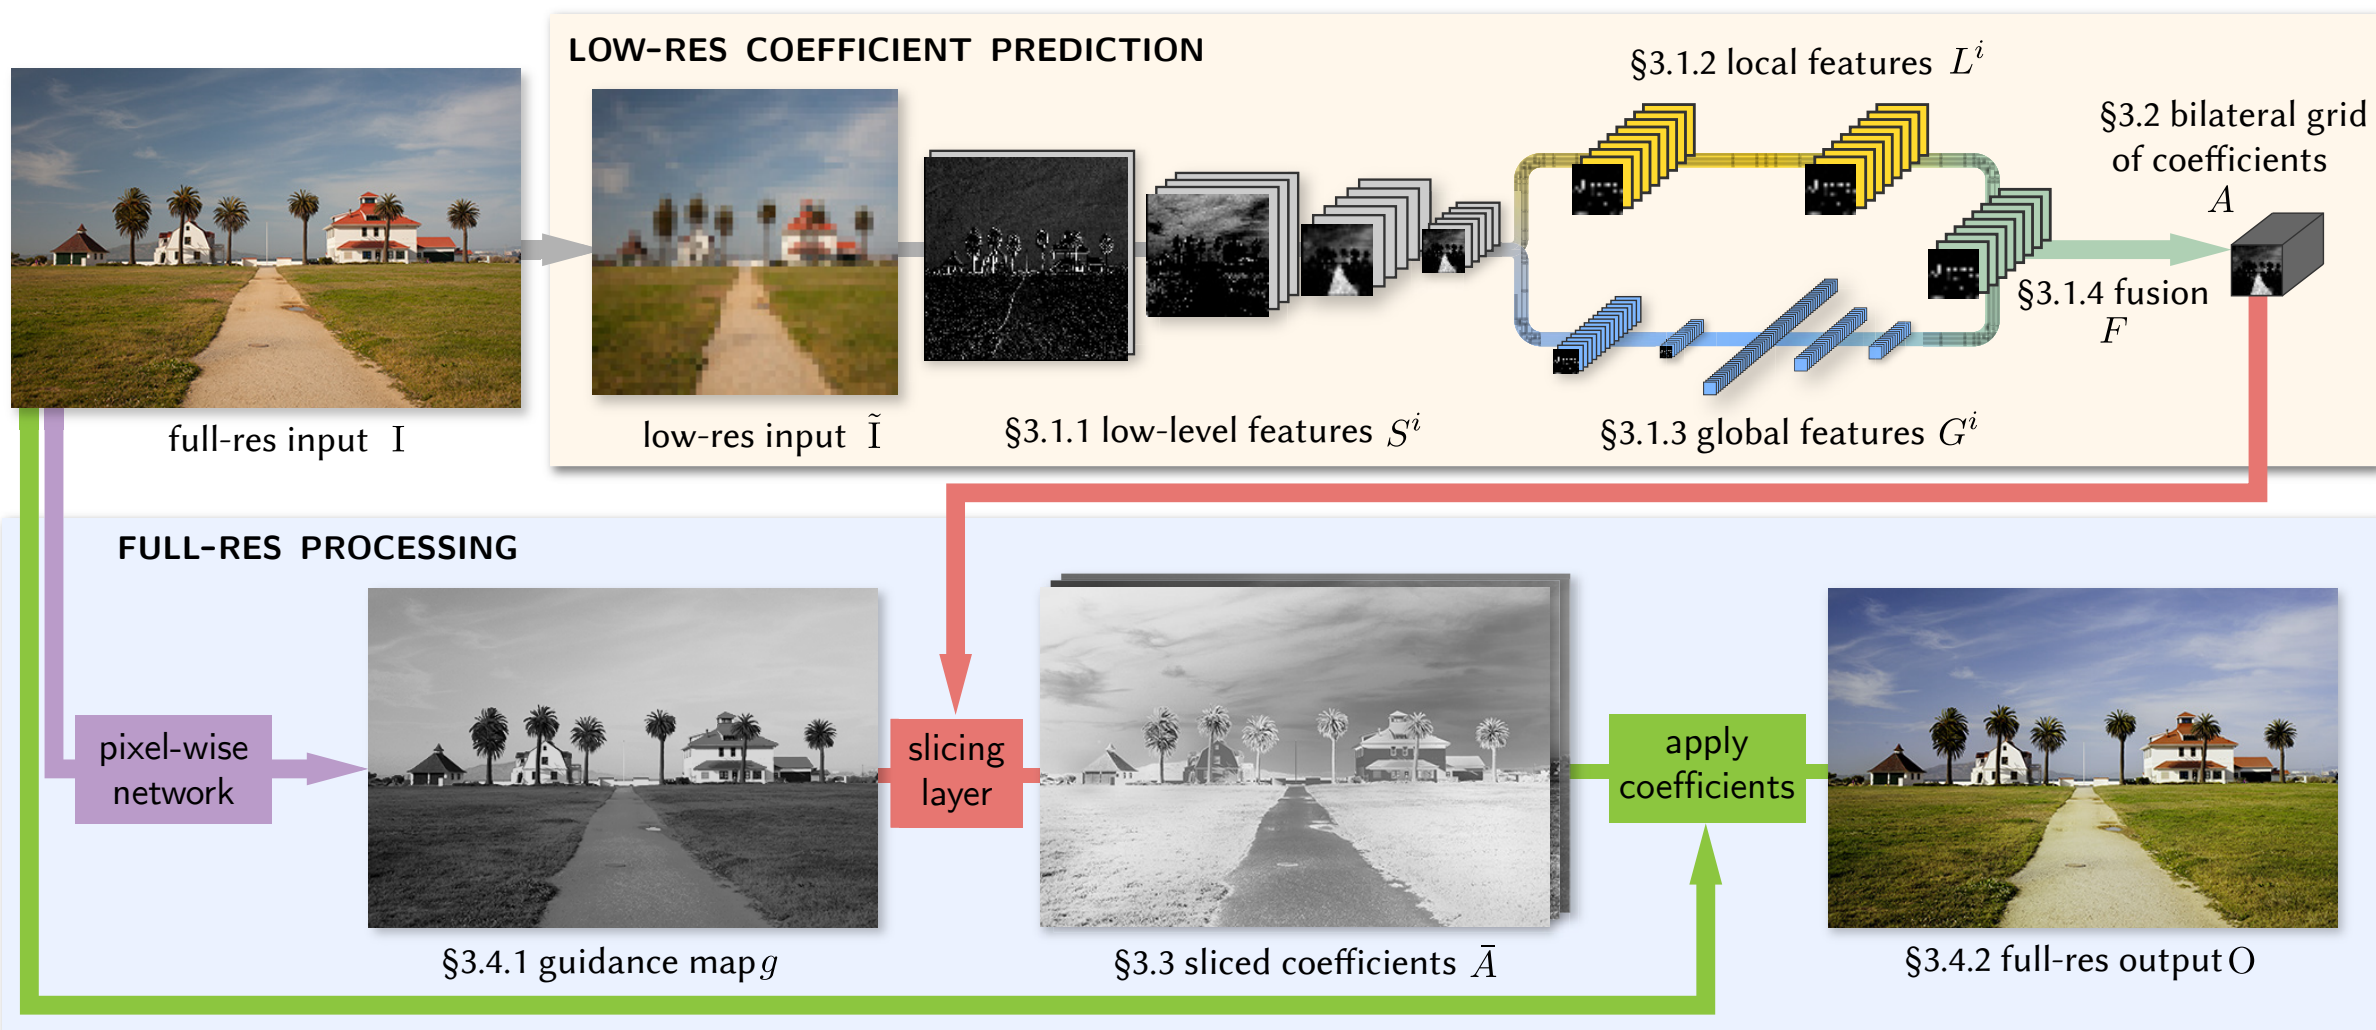 LOW-RES COEFFICIENT PREDICTION
§3.1.2 local features L^i
§3.2 bilateral grid
of coefficients
A
§3.1.4 fusion
F
full-res input I
low-res input Ĩ
§3.1.1 low-level features S^i
§3.1.3 global features G^i
FULL-RES PROCESSING
pixel-wise
network
slicing
layer
apply
coefficients
§3.4.1 guidance map g
§3.3 sliced coefficients Ā
§3.4.2 full-res output O